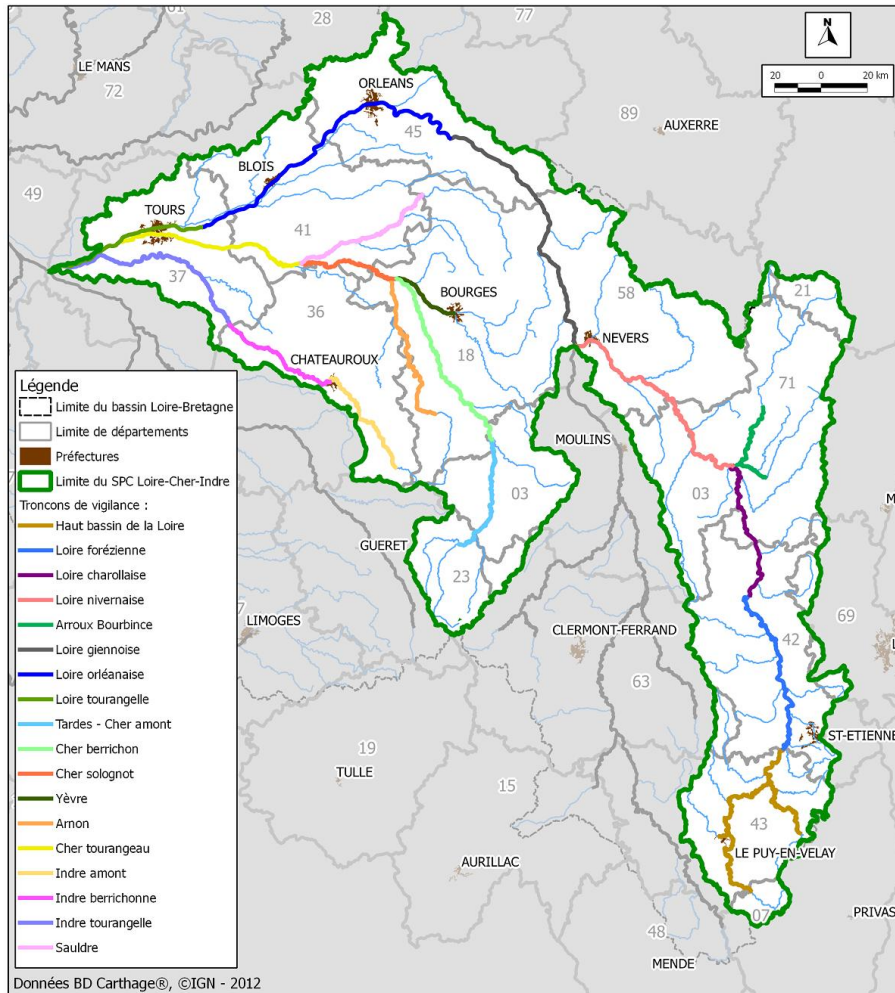 61
28
77
N
LE MANS
72
20 0 20 km
ORLEANS
45
89
AUXERRE
BLOIS
49
TOURS
41
37
BOURGES
58
21
36
NEVERS
CHATEAUROUX
18
71
MOULINS
03
03
GUERET
23
LIMOGES
CLERMONT-FERRAND
42
69
63
ST-ETIENNE
19
TULLE
15
43
LE PUY-EN-VELAY
AURILLAC
07
PRIVAS
48
MENDE
Légende
Limite du bassin Loire-Bretagne
Limite de départements
Préfectures
Limite du SPC Loire-Cher-Indre
Troncons de vigilance :
Haut bassin de la Loire
Loire forézienne
Loire charollaise
Loire nivernaise
Arroux Bourbince
Loire giennoise
Loire orléanaise
Loire tourangelle
Tardes - Cher amont
Cher berrichon
Cher solognot
Yèvre
Arnon
Cher tourangeau
Indre amont
Indre berrichonne
Indre tourangelle
Sauldre
Données BD Carthage®, ©IGN - 2012